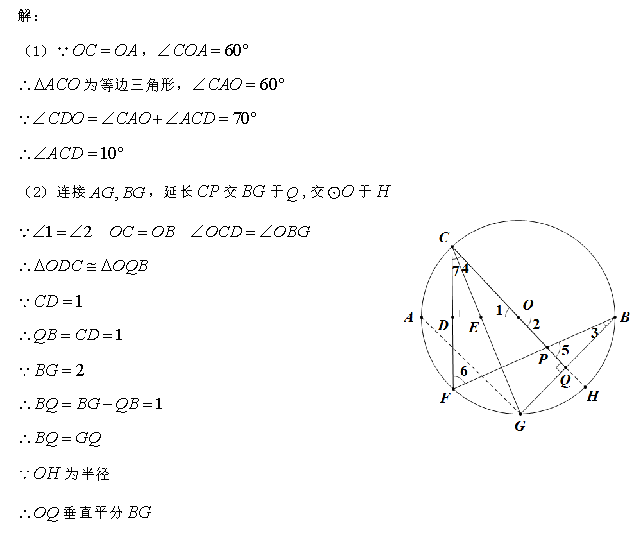 解：
（1）∵OC=OA，∠COA=60°
∴ΔACO为等边三角形，∠CAO=60°
∵∠CDO=∠CAO+∠ACD=70°
∴∠ACD=10°
（2）连接AG,BG，延长CP交BG于Q，交⊙O于H
∵∠1=∠2 OC=OB ∠OCD=∠OBG
∴ΔODC≅ΔOQB
∵CD=1
∴QB=CD=1
∵BG=2
∴BQ=BG-QB=1
∴BQ=GQ
∵OH为半径
∴OQ垂直平分BG
C
7 4
A D E 1 O 2 B
3
P 5
6 Q
F H
G